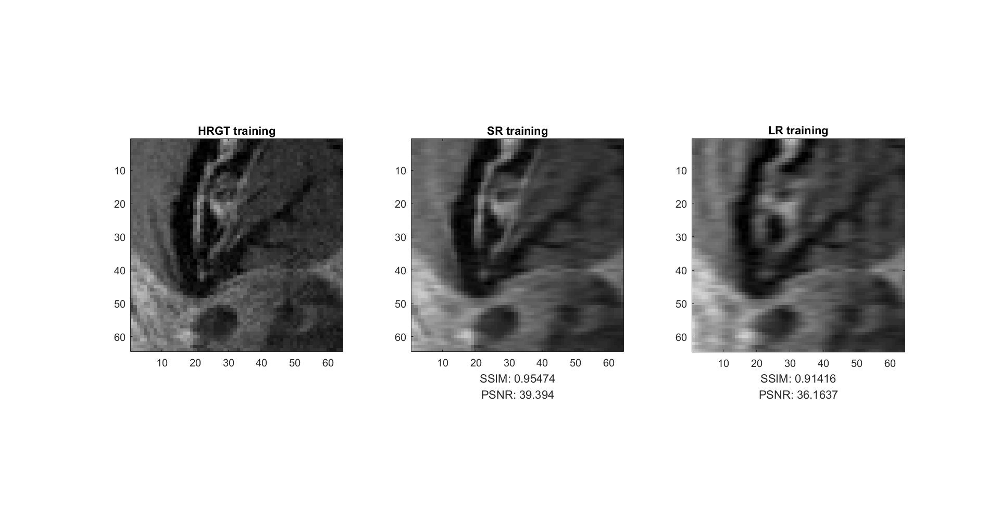 HRGT training
10
20
30
40
50
60
10 20 30 40 50 60
SR training
10
20
30
40
50
60
10 20 30 40 50 60
SSIM: 0.95474
PSNR: 39.394
LR training
10
20
30
40
50
60
10 20 30 40 50 60
SSIM: 0.91416
PSNR: 36.1637